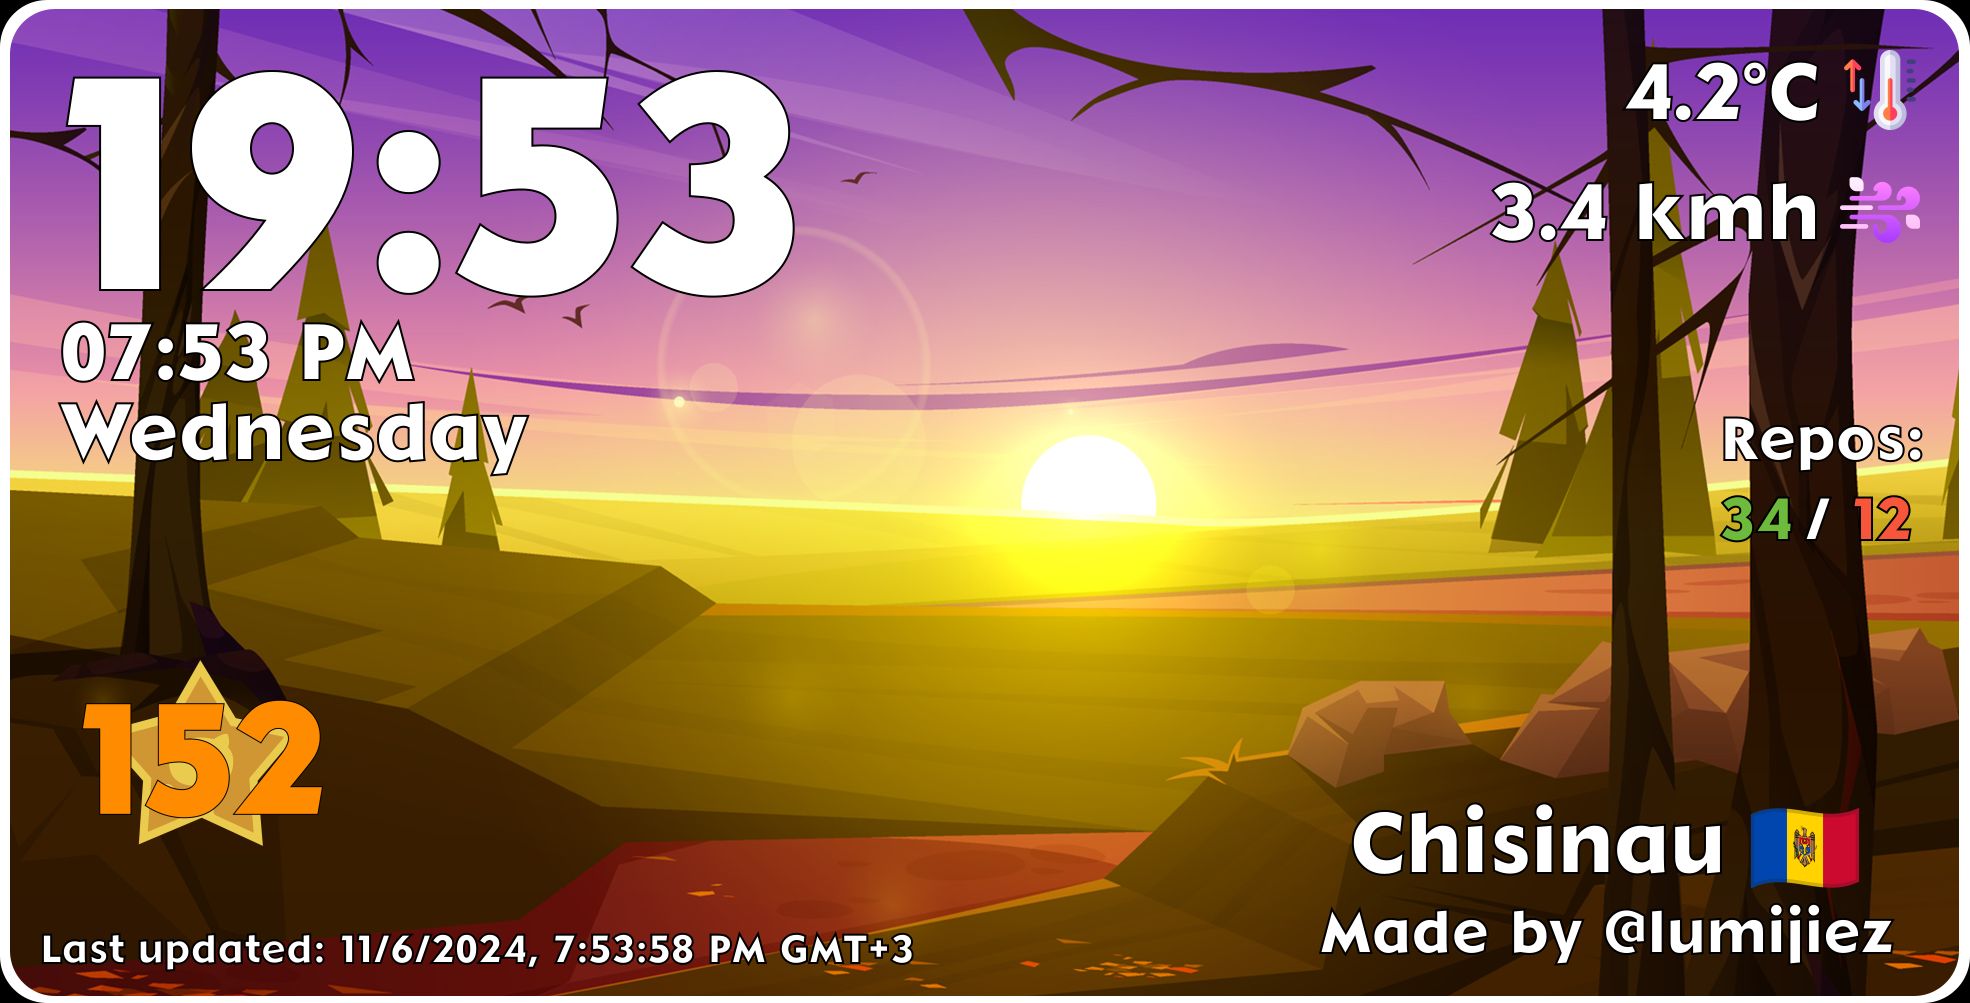 19:53
07:53 PM
Wednesday
4.2°C
3.4 kmh
Repos:
34 / 12
152
Chisinau
Made by @lumijiez
Last updated: 11/6/2024, 7:53:58 PM GMT+3